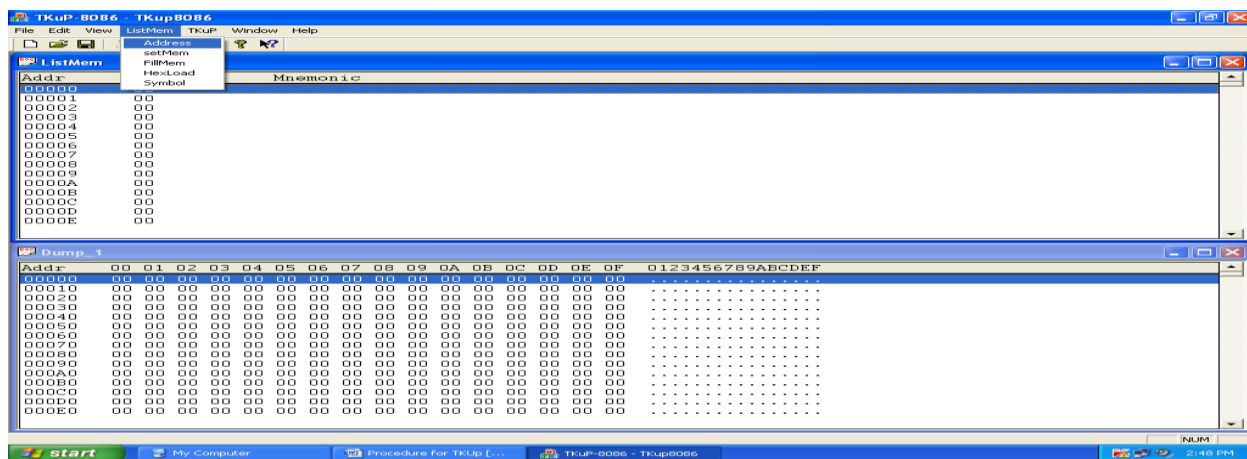 TKuP-8086 - TKup8086
File Edit View ListMem TKuP Window Help
Address
setMem
FillMem
HexLoad
Symbol
ListMem
Addr Mnemonic
00000 00
00001 00
00002 00
00003 00
00004 00
00005 00
00006 00
00007 00
00008 00
00009 00
0000A 00
0000B 00
0000C 00
0000D 00
0000E 00
Dump_1
Addr 00 01 02 03 04 05 06 07 08 09 0A 0B 0C 0D 0E 0F 0123456789ABCDEF
00000 00 00 00 00 00 00 00 00 00 00 00 00 00 00 00 00 ................
00010 00 00 00 00 00 00 00 00 00 00 00 00 00 00 00 00 ................
00020 00 00 00 00 00 00 00 00 00 00 00 00 00 00 00 00 ................
00030 00 00 00 00 00 00 00 00 00 00 00 00 00 00 00 00 ................
00040 00 00 00 00 00 00 00 00 00 00 00 00 00 00 00 00 ................
00050 00 00 00 00 00 00 00 00 00 00 00 00 00 00 00 00 ................
00060 00 00 00 00 00 00 00 00 00 00 00 00 00 00 00 00 ................
00070 00 00 00 00 00 00 00 00 00 00 00 00 00 00 00 00 ................
00080 00 00 00 00 00 00 00 00 00 00 00 00 00 00 00 00 ................
00090 00 00 00 00 00 00 00 00 00 00 00 00 00 00 00 00 ................
000A0 00 00 00 00 00 00 00 00 00 00 00 00 00 00 00 00 ................
000B0 00 00 00 00 00 00 00 00 00 00 00 00 00 00 00 00 ................
000C0 00 00 00 00 00 00 00 00 00 00 00 00 00 00 00 00 ................
000D0 00 00 00 00 00 00 00 00 00 00 00 00 00 00 00 00 ................
000E0 00 00 00 00 00 00 00 00 00 00 00 00 00 00 00 00 ................
NUM
start My Computer Procedure for TKUp [... TKuP-8086 - TKup8086 2:48 PM